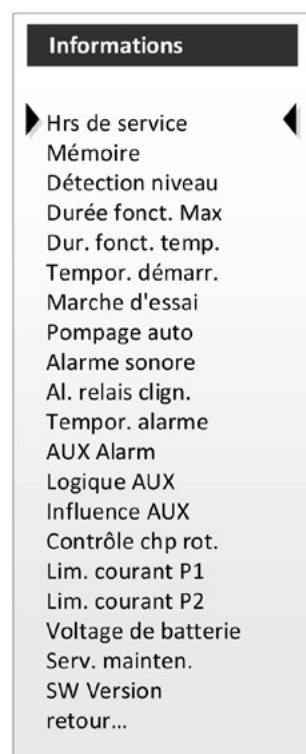 Informations
Hrs de service
Mémoire
Détection niveau
Durée fonct. Max
Dur. fonct. temp.
Tempor. démarr.
Marche d'essai
Pompage auto
Alarme sonore
Al. relais clign.
Tempor. alarme
AUX Alarm
Logique AUX
Influence AUX
Contrôle chp rot.
Lim. courant P1
Lim. courant P2
Voltage de batterie
Serv. mainten.
SW Version
retour...